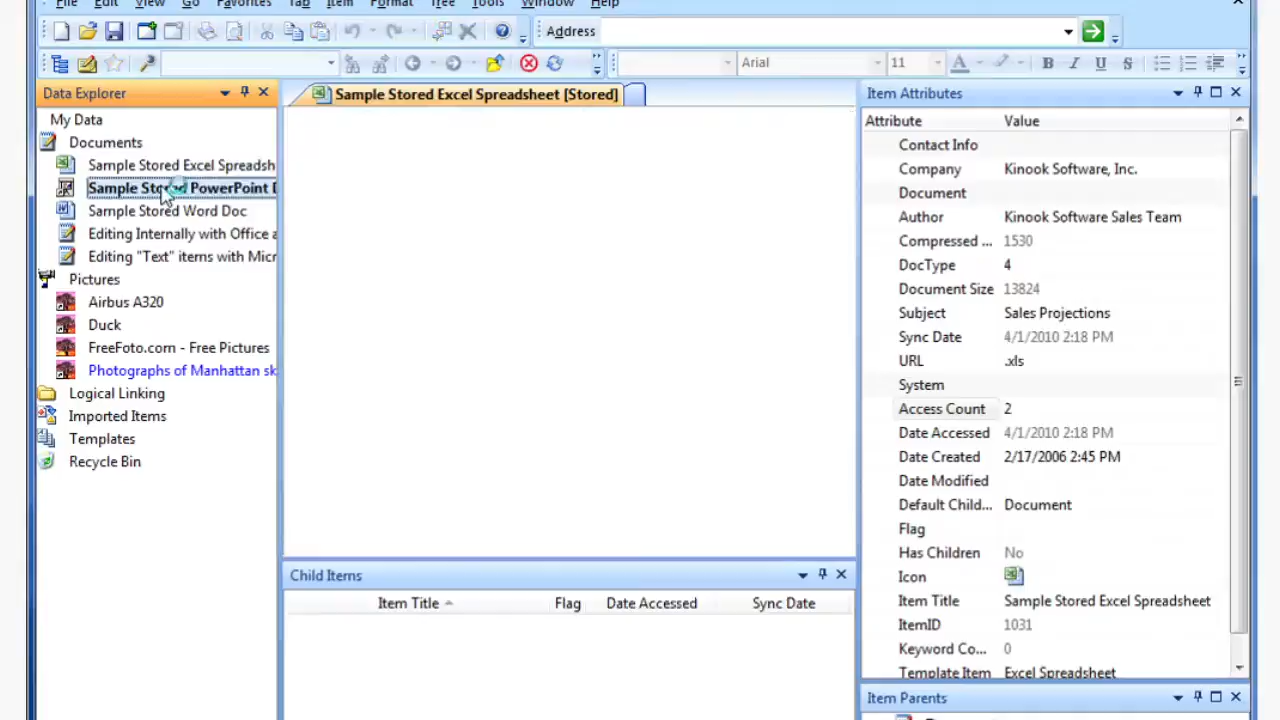 File Edit View Go Favorites Tab Item Format Tree Tools Window Help
Address
Arial 11 A B I U S
Data Explorer
My Data
Documents
Sample Stored Excel Spreadsh
Sample Stored PowerPoint D
Sample Stored Word Doc
Editing Internally with Office a
Editing "Text" items with Micr
Pictures
Airbus A320
Duck
FreeFoto.com - Free Pictures
Photographs of Manhattan sk
Logical Linking
Imported Items
Templates
Recycle Bin
Sample Stored Excel Spreadsheet [Stored]
Child Items
Item Title Flag Date Accessed Sync Date
Item Attributes
Attribute Value
Contact Info
Company Kinook Software, Inc.
Document
Author Kinook Software Sales Team
Compressed ... 1530
DocType 4
Document Size 13824
Subject Sales Projections
Sync Date 4/1/2010 2:18 PM
URL .xls
System
Access Count 2
Date Accessed 4/1/2010 2:18 PM
Date Created 2/17/2006 2:45 PM
Date Modified
Default Child... Document
Flag
Has Children No
Icon
Item Title Sample Stored Excel Spreadsheet
ItemID 1031
Keyword Co... 0
Template Item Excel Spreadsheet
Item Parents